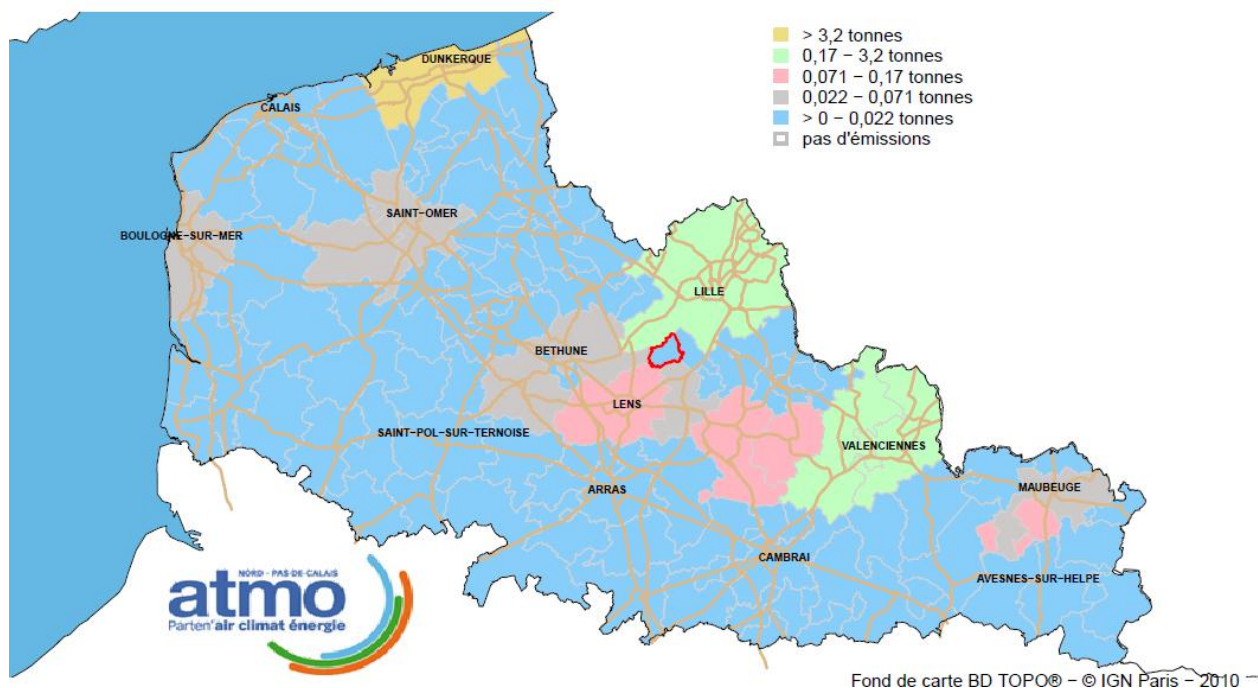 > 3,2 tonnes
0,17 − 3,2 tonnes
0,071 − 0,17 tonnes
0,022 − 0,071 tonnes
> 0 − 0,022 tonnes
pas d'émissions
DUNKERQUE
CALAIS
SAINT−OMER
BOULOGNE−SUR−MER
LILLE
BETHUNE
LENS
SAINT−POL−SUR−TERNOISE
VALENCIENNES
ARRAS
MAUBEUGE
CAMBRAI
AVESNES−SUR−HELPE
NORD - PAS-DE-CALAIS
atmo
Parten'air climat énergie
Fond de carte BD TOPO® − © IGN Paris − 2010